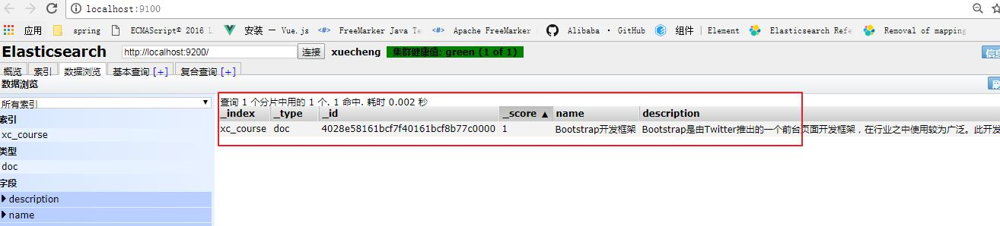 localhost:9100
应用 spring ECMAScript® 2016 L 安装 — Vue.js FreeMarker Java Te Apache FreeMarker Alibaba · GitHub 组件 | Element Elasticsearch Refe Removal of mapping
Elasticsearch http://localhost:9200/ 连接 xuecheng 集群健康值: green (1 of 1) 信息
概览 索引 数据浏览 基本查询 [+] 复合查询 [+]
数据浏览
所有索引 ▼ 查询 1 个分片中用的 1 个. 1 命中. 耗时 0.002 秒
索引 _index _type _id _score ▲ name description
xc_course xc_course doc 4028e58161bcf7f40161bcf8b77c0000 1 Bootstrap开发框架 Bootstrap是由Twitter推出的一个前台页面开发框架，在行业之中使用较为广泛。此开发
类型
doc
字段
description
name